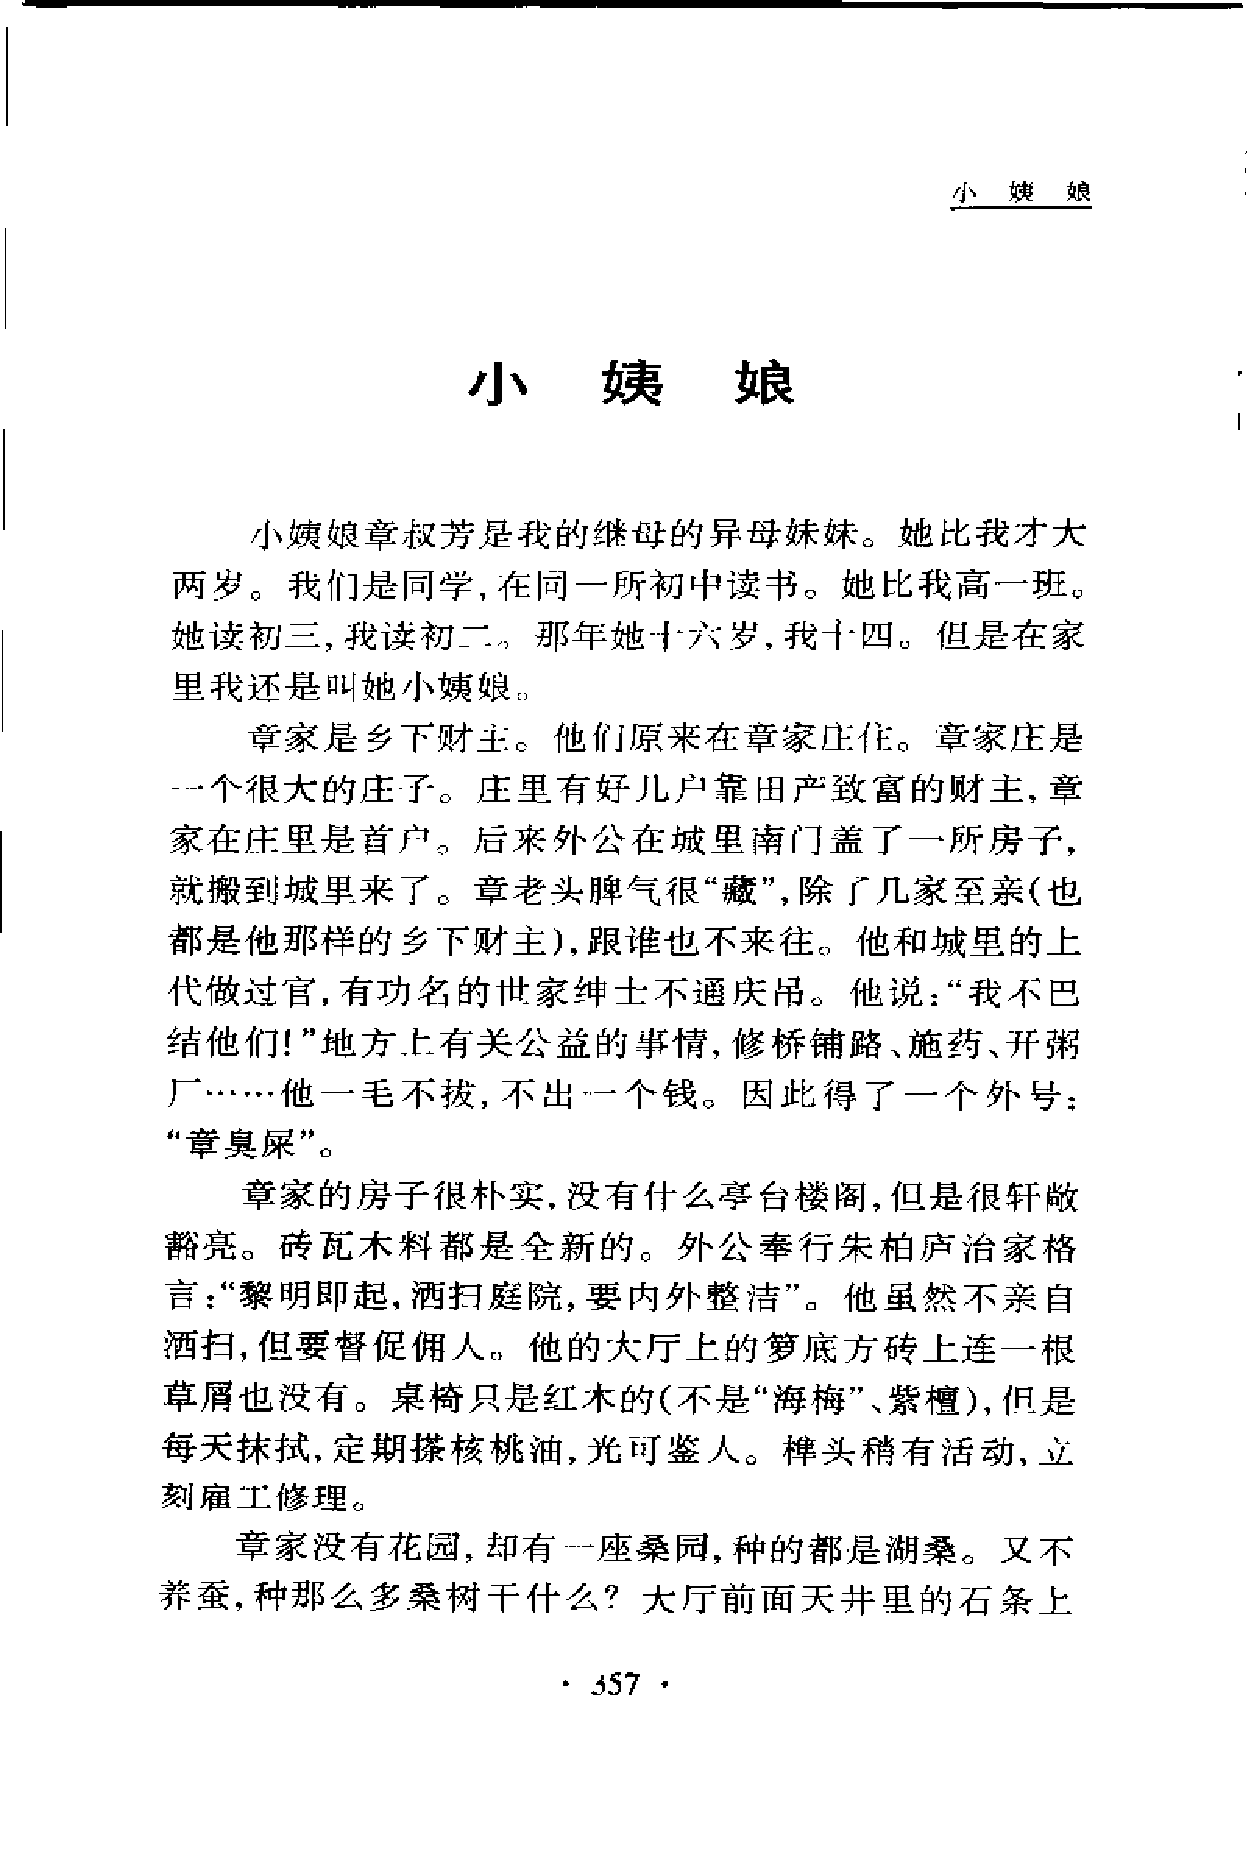 小姨娘
小姨娘
小姨娘章叔芳是我的继母的异母妹妹。她比我才大
两岁。我们是同学,在同一所初中读书。她比我高一班。
她读初三,我读初二。那年她十六岁,我十四。但是在家
里我还是叫她小姨娘。
章家是乡下财主。他们原来在章家庄住。章家庄是
一个很大的庄子。庄里有好几户靠田产致富的财主,章
家在庄里是首户。后来外公在城里南门盖了一所房子,
就搬到城里来了。章老头脾气很“藏”,除了几家至亲(也
都是他那样的乡下财主),跟谁也不来往。他和城里的上
代做过官,有功名的世家绅士不通庆吊。他说:“我不巴
结他们!”地方上有关公益的事情,修桥铺路、施药、开粥
厂……他一毛不拔,不出一个钱。因此得了一个外号:
“章臭屎”。
章家的房子很朴实,没有什么亭台楼阁,但是很轩敞
豁亮。砖瓦木料都是全新的。外公奉行朱柏庐治家格
言:“黎明即起,洒扫庭院,要内外整洁”。他虽然不亲自
洒扫,但要督促佣人。他的大厅上的箩底方砖上连一根
草屑也没有。桌椅只是红木的(不是“海梅”、紫檀),但是
每天抹拭,定期搽核桃油,光可鉴人。榫头稍有活动,立
刻雇工修理。
章家没有花园,却有一座桑园,种的都是湖桑。又不
养蚕,种那么多桑树干什么?大厅前面天井里的石条上
· 357 ·